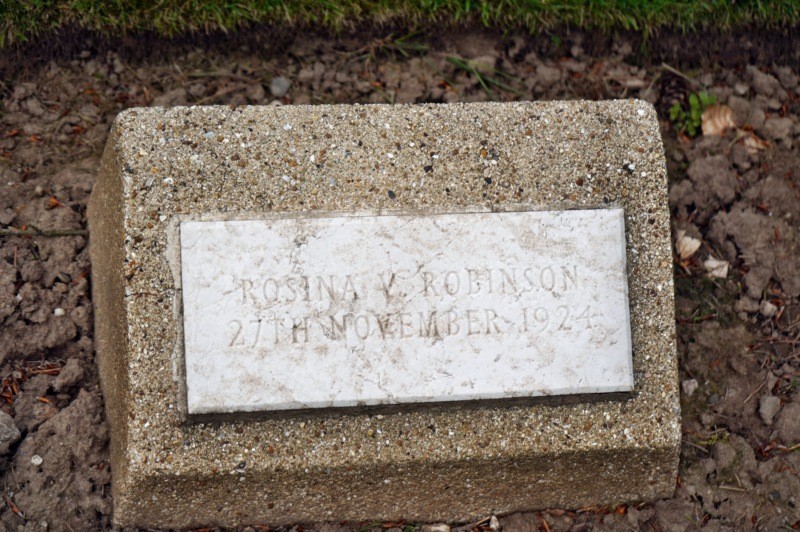 ROSINA V. ROBINSON
27TH NOVEMBER 1924